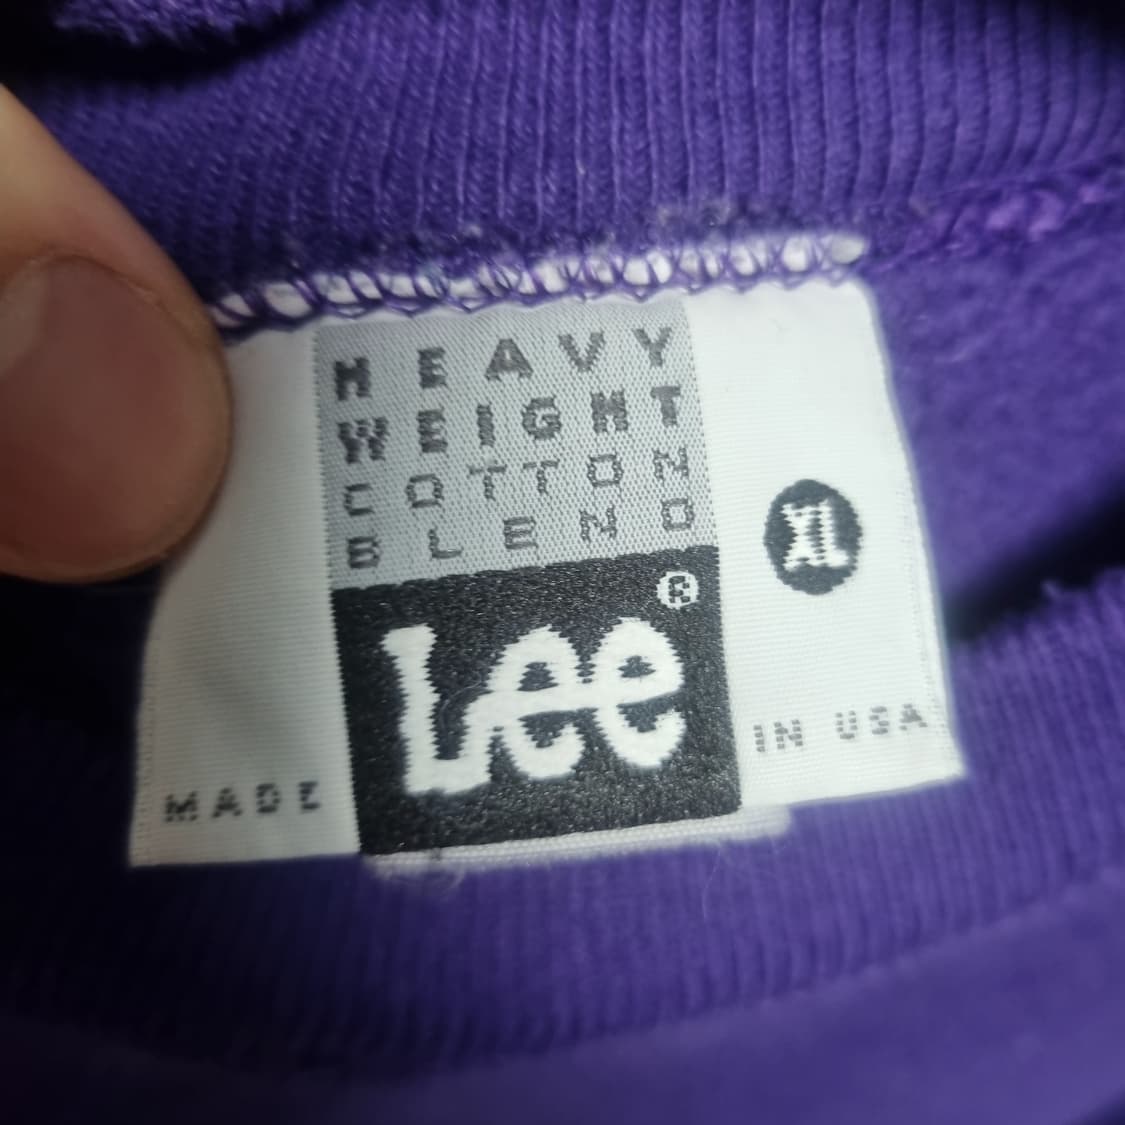 HEAVY
WEIGHT
COTTON
BLEND
XL
Lee®
MADE IN USA